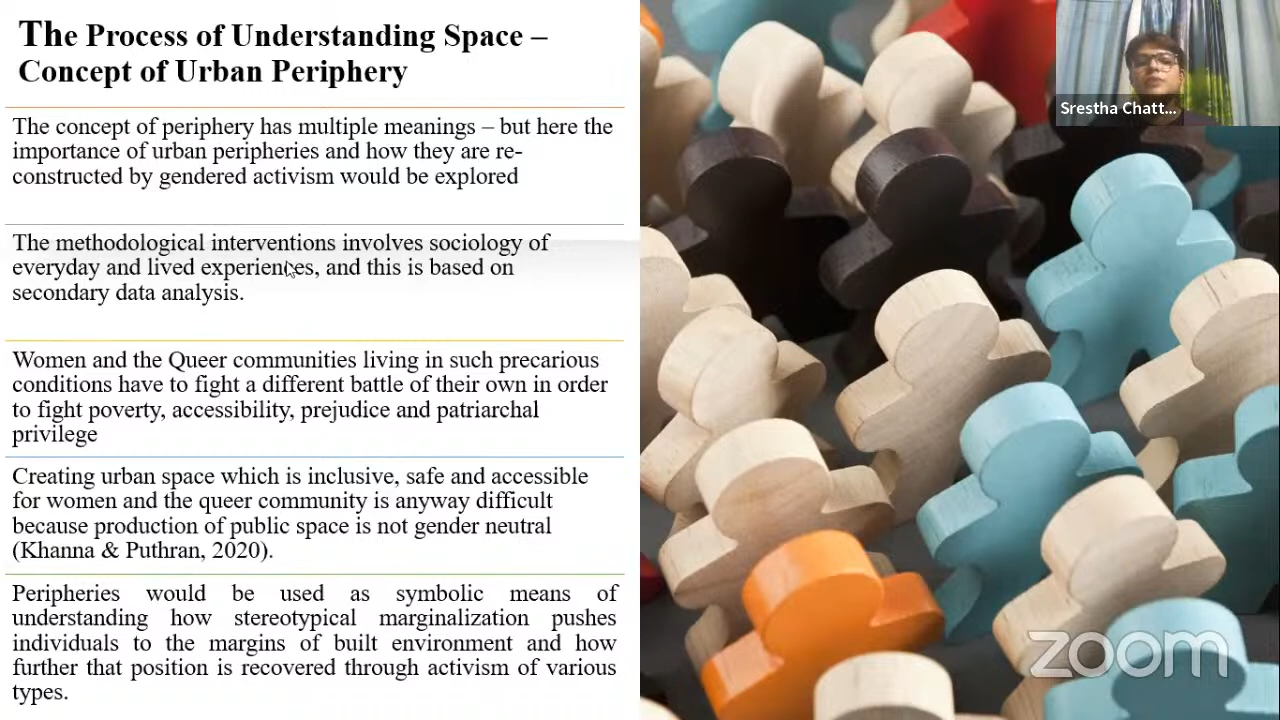 The Process of Understanding Space –
Concept of Urban Periphery
The concept of periphery has multiple meanings – but here the
importance of urban peripheries and how they are re-
constructed by gendered activism would be explored
The methodological interventions involves sociology of
everyday and lived experiences, and this is based on
secondary data analysis.
Women and the Queer communities living in such precarious
conditions have to fight a different battle of their own in order
to fight poverty, accessibility, prejudice and patriarchal
privilege
Creating urban space which is inclusive, safe and accessible
for women and the queer community is anyway difficult
because production of public space is not gender neutral
(Khanna & Puthran, 2020).
Peripheries would be used as symbolic means of
understanding how stereotypical marginalization pushes
individuals to the margins of built environment and how
further that position is recovered through activism of various
types.
Srestha Chatt...
zoom